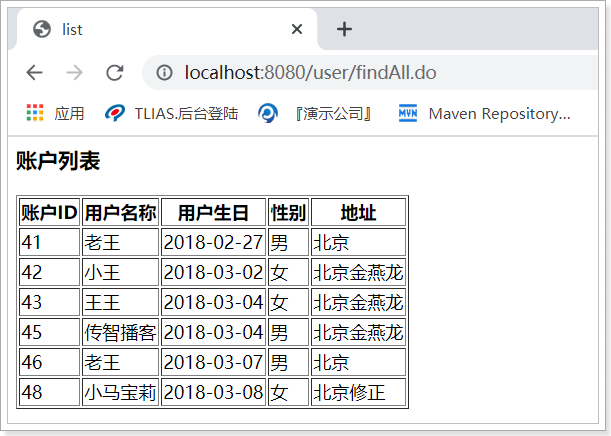 list
localhost:8080/user/findAll.do
应用 TLIAS.后台登陆 『演示公司』 Maven Repository...
账户列表
账户ID 用户名称 用户生日 性别 地址
41 老王 2018-02-27 男 北京
42 小王 2018-03-02 女 北京金燕龙
43 王王 2018-03-04 女 北京金燕龙
45 传智播客 2018-03-04 男 北京金燕龙
46 老王 2018-03-07 男 北京
48 小马宝莉 2018-03-08 女 北京修正